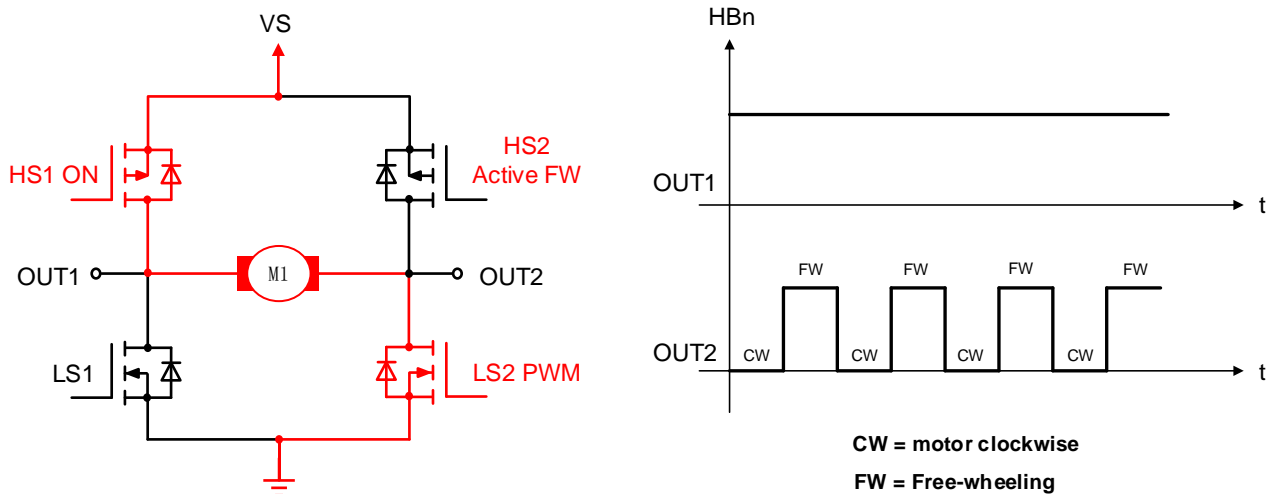 VS
HS1 ON
HS2
Active FW
OUT1
M1
OUT2
LS1
LS2 PWM
HBn
OUT1
t
FW
FW
FW
FW
OUT2
CW
CW
CW
CW
t
CW = motor clockwise
FW = Free-wheeling